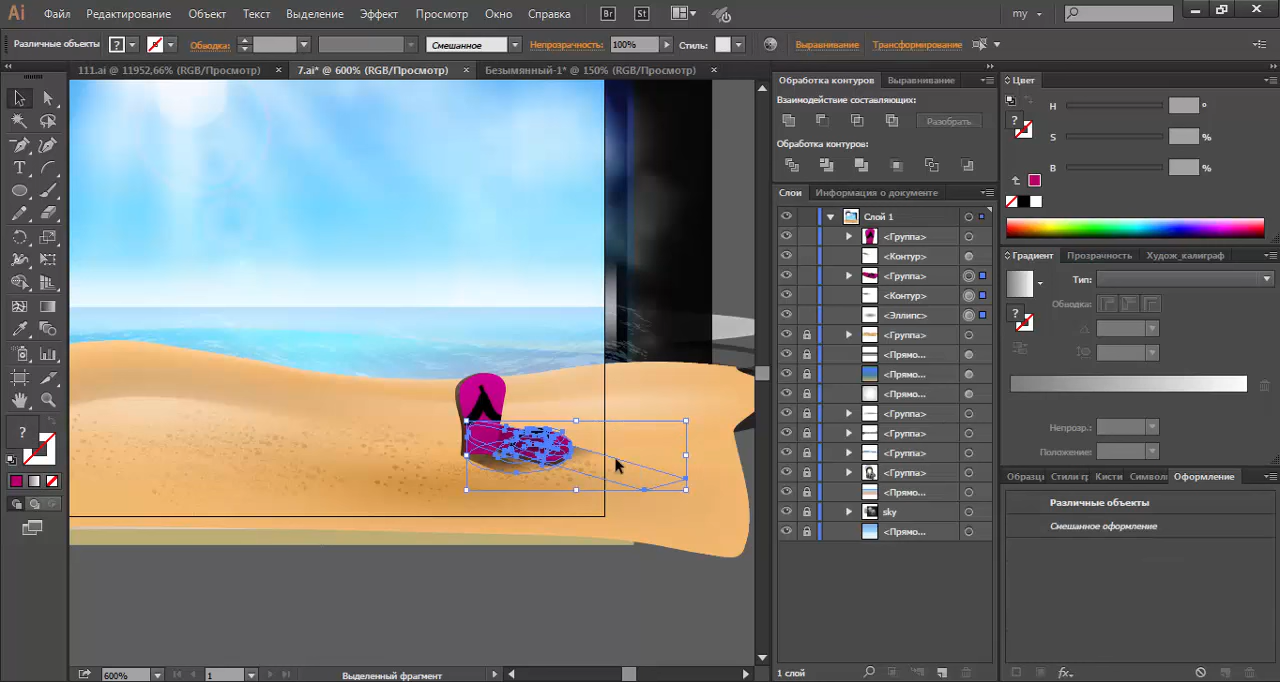 Ai Файл Редактирование Объект Текст Выделение Эффект Просмотр Окно Справка Br St my
Различные объекты ? Обводка: Смешанное Непрозрачность: 100% Стиль: Выравнивание Трансформирование
111.ai @ 11952,66% (RGB/Просмотр) × 7.ai* @ 600% (RGB/Просмотр) × Безымянный-1* @ 150% (RGB/Просмотр) ×
Обработка контуров Выравнивание
Взаимодействие составляющих:
Разобрать
Обработка контуров:
Слои Информация о документе
Слой 1
<Группа>
<Контур>
<Группа>
<Контур>
<Эллипс>
<Группа>
<Прямо...
<Прямо...
<Прямо...
<Группа>
<Группа>
<Группа>
<Группа>
<Прямо...
sky
<Прямо...
1 слой
Цвет
H °
? S %
B %
Градиент Прозрачность Худож_калиграф
Тип:
Обводка:
?
Непрозр.:
Положение:
Образцы Стили гр Кисти Символы Оформление
Различные объекты
Смешанное оформление
fx
?
600% 1 Выделенный фрагмент